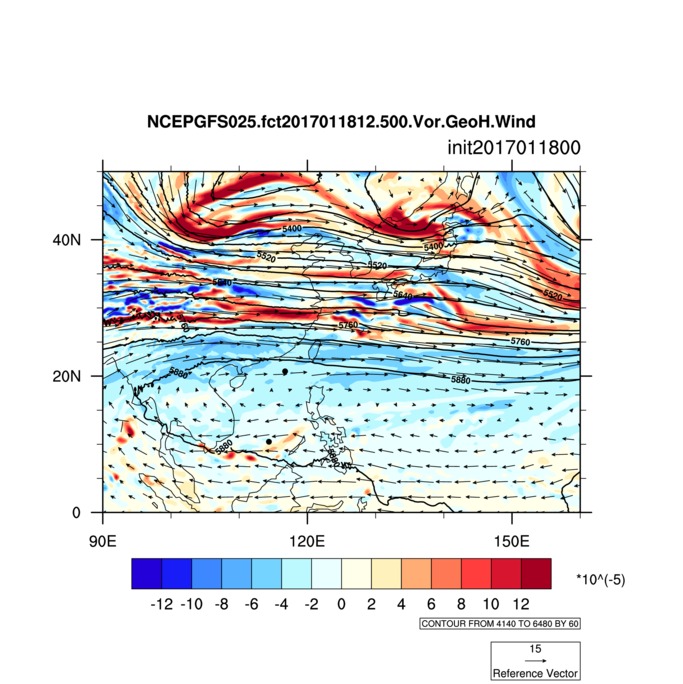 NCEPGFS025.fct2017011812.500.Vor.GeoH.Wind
init2017011800
5400
40N
5400
5520
5520
5520
5640
5640
5760
5760
5880
5880
20N
5880
0
90E
120E
150E
*10^(-5)
-12 -10 -8 -6 -4 -2 0 2 4 6 8 10 12
CONTOUR FROM 4140 TO 6480 BY 60
15
Reference Vector